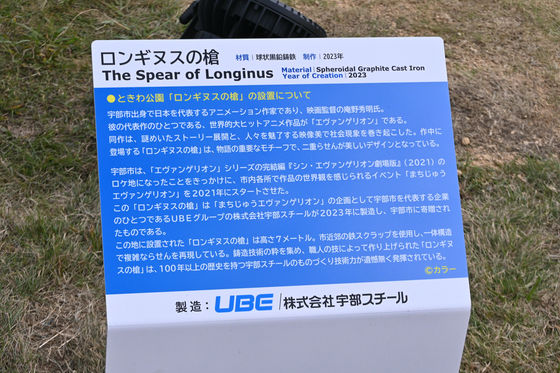 ロンギヌスの槍
材質｜球状黒鉛鋳鉄 制作｜2023年
The Spear of Longinus
Material｜Spheroidal Graphite Cast Iron
Year of Creation｜2023
●ときわ公園「ロンギヌスの槍」の設置について
宇部市出身で日本を代表するアニメーション作家であり、映画監督の庵野秀明氏。
彼の代表作のひとつである、世界的大ヒットアニメ作品が「エヴァンゲリオン」である。
同作は、謎めいたストーリー展開と、人々を魅了する映像美で社会現象を巻き起こした。作中に
登場する「ロンギヌスの槍」は、物語の重要なモチーフで、二重らせんが美しいデザインとなっている。
宇部市は、「エヴァンゲリオン」シリーズの完結編『シン・エヴァンゲリオン劇場版』(2021)の
ロケ地になったことをきっかけに、市内各所で作品の世界観を感じられるイベント「まちじゅう
エヴァンゲリオン」を2021年にスタートさせた。
この「ロンギヌスの槍」は「まちじゅうエヴァンゲリオン」の企画として宇部市を代表する企業
のひとつであるUBEグループの株式会社宇部スチールが2023年に製造し、宇部市に寄贈され
たものである。
この地に設置された「ロンギヌスの槍」は高さ7メートル。市近郊の鉄スクラップを使用し、一体構造
で複雑ならせんを再現している。鋳造技術の粋を集め、職人の技によって作り上げられた「ロンギヌ
スの槍」は、100年以上の歴史を持つ宇部スチールのものづくり技術力が遺憾無く発揮されている。
©カラー
製造：UBE｜株式会社宇部スチール